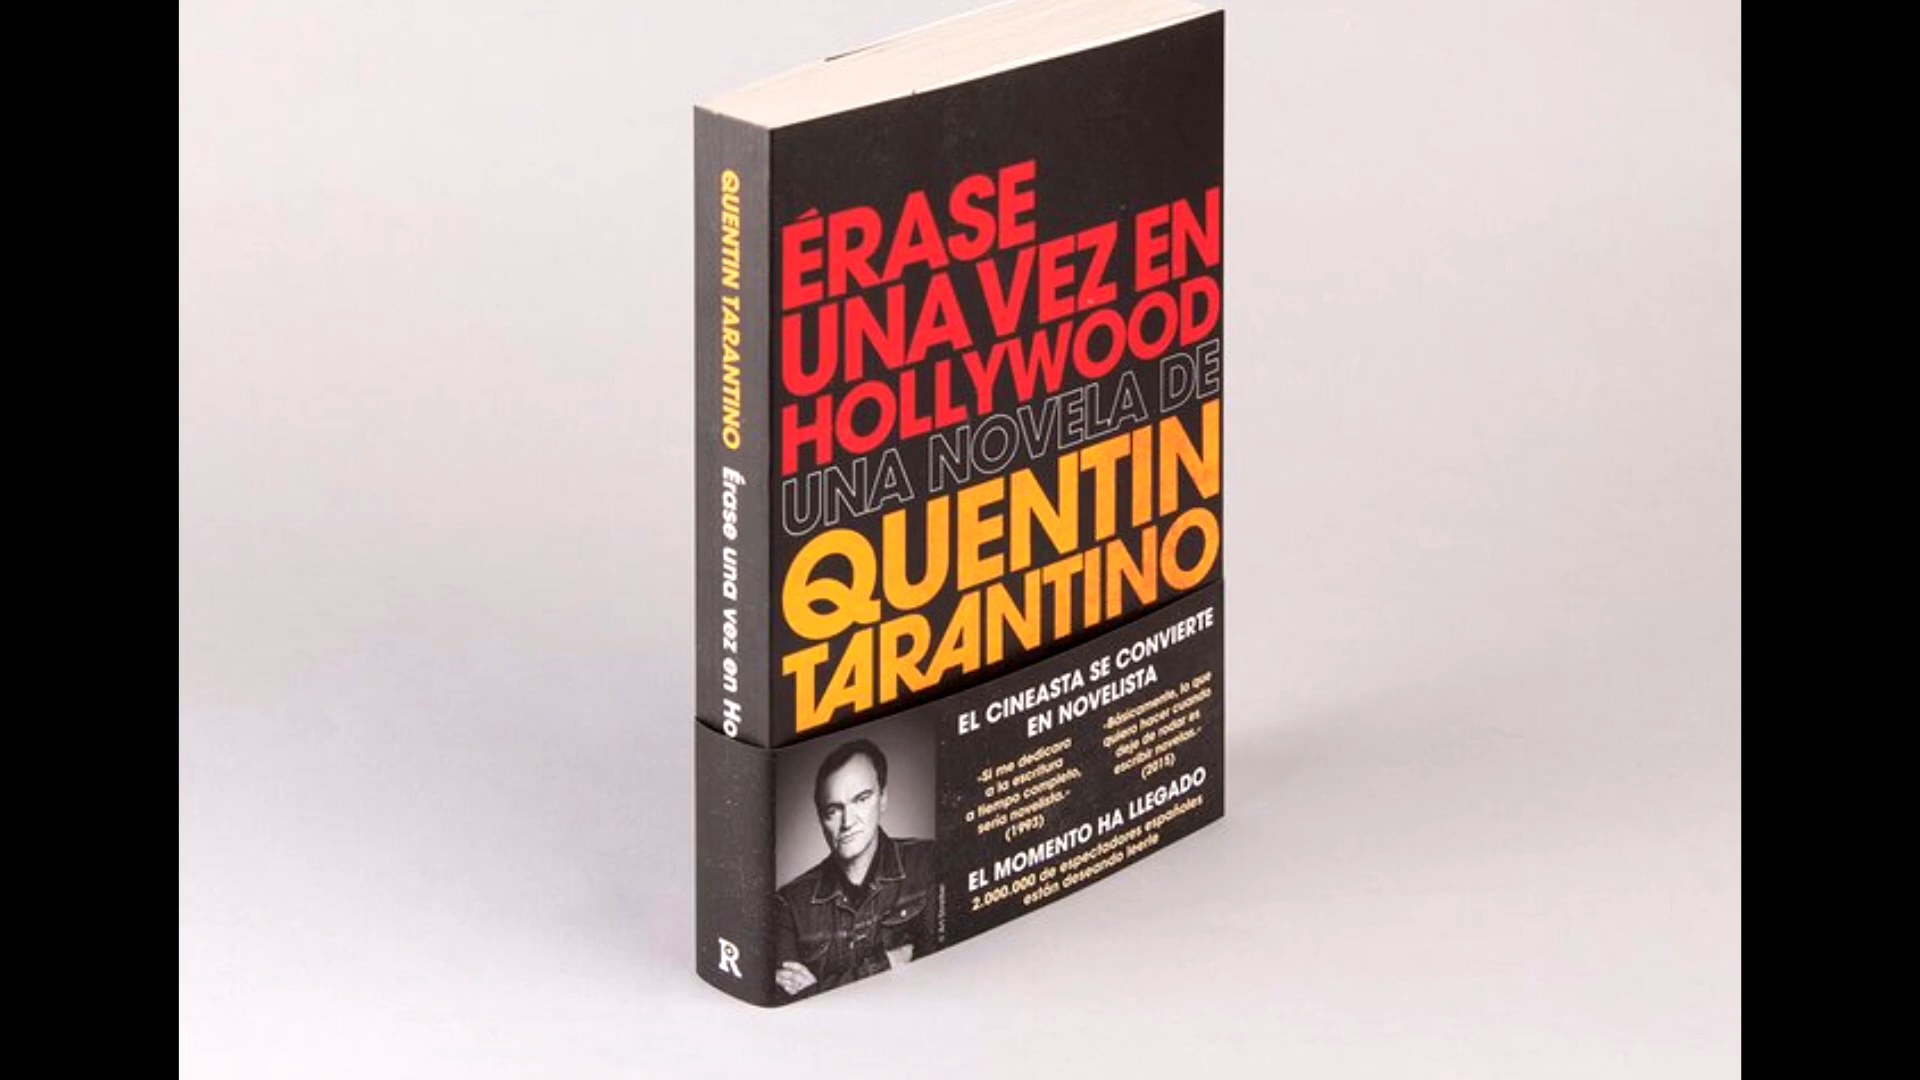 QUENTIN TARANTINO Érase una vez en Ho
R
ÉRASE
UNA VEZ EN
HOLLYWOOD
UNA NOVELA DE
QUENTIN
TARANTINO
EL CINEASTA SE CONVIERTE
EN NOVELISTA
«Si me dedicara
a la escritura
a tiempo completo,
sería novelista.»
(1993)
«Básicamente, lo que
quiero hacer cuando
deje de rodar es
escribir novelas.»
(2015)
EL MOMENTO HA LLEGADO
2.000.000 de espectadores españoles
están deseando leerle